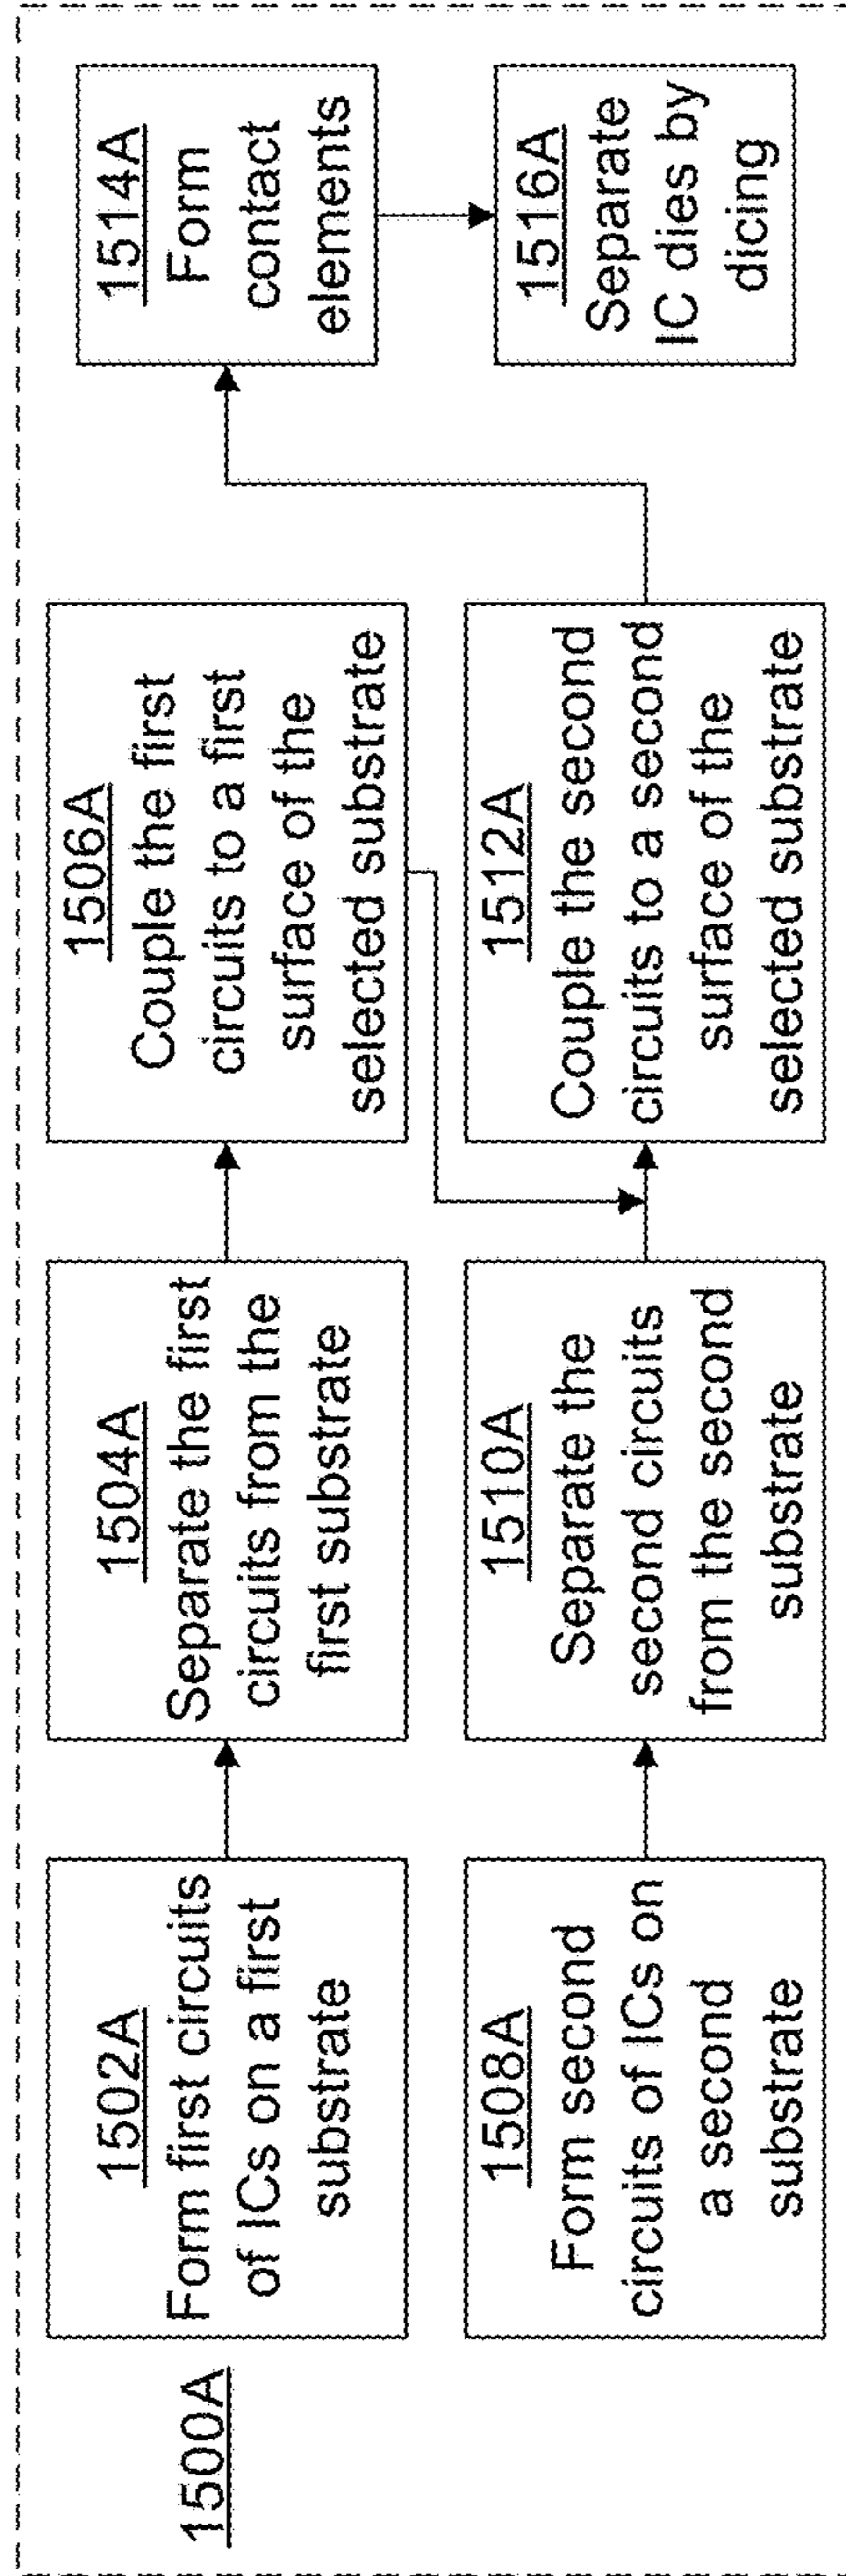 1500A
1502A
Form first circuits
of ICs on a first
substrate
1504A
Separate the first
circuits from the
first substrate
1506A
Couple the first
circuits to a first
surface of the
selected substrate
1508A
Form second
circuits of ICs on
a second
substrate
1510A
Separate the
second circuits
from the second
substrate
1512A
Couple the second
circuits to a second
surface of the
selected substrate
1514A
Form
contact
elements
1516A
Separate
IC dies by
dicing